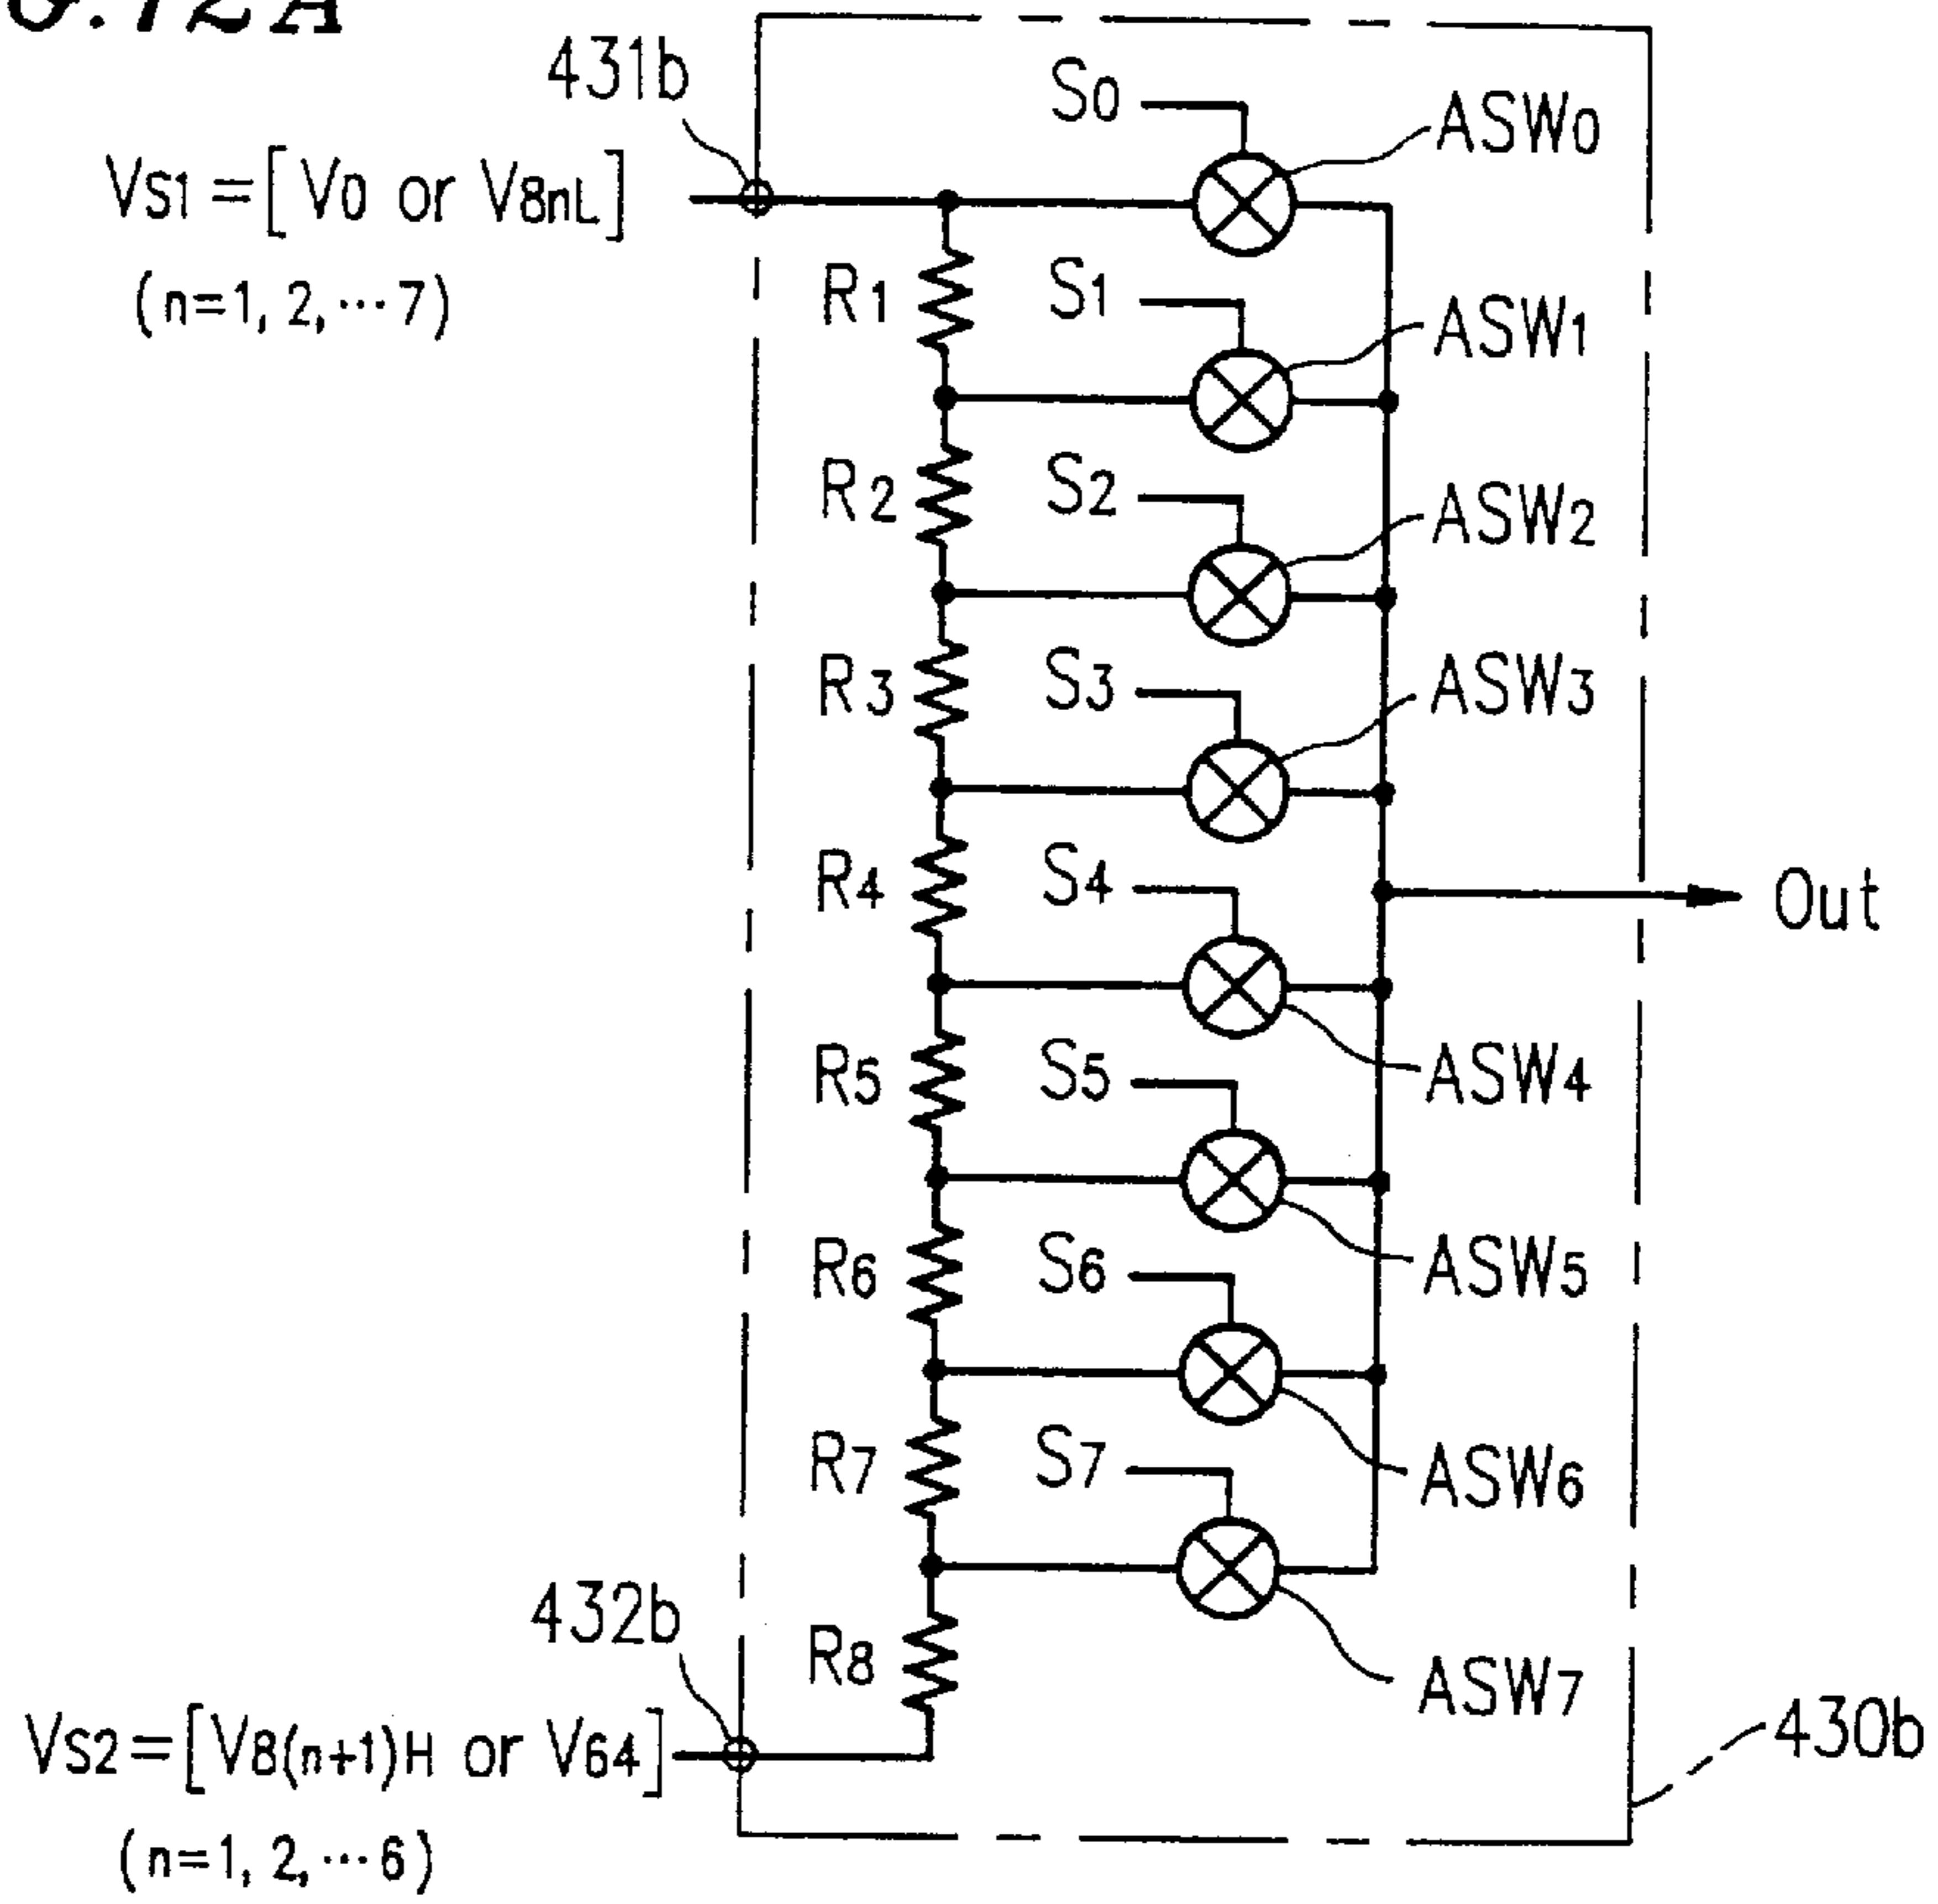 .12A
431b
VS1=[V0 or V8nL]
(n=1, 2, ⋯7)
S0
ASW0
R1
S1
ASW1
R2
S2
ASW2
R3
S3
ASW3
R4
S4
Out
ASW4
R5
S5
ASW5
R6
S6
ASW6
R7
S7
ASW7
432b
R8
VS2=[V8(n+1)H or V64]
(n=1, 2, ⋯6)
430b